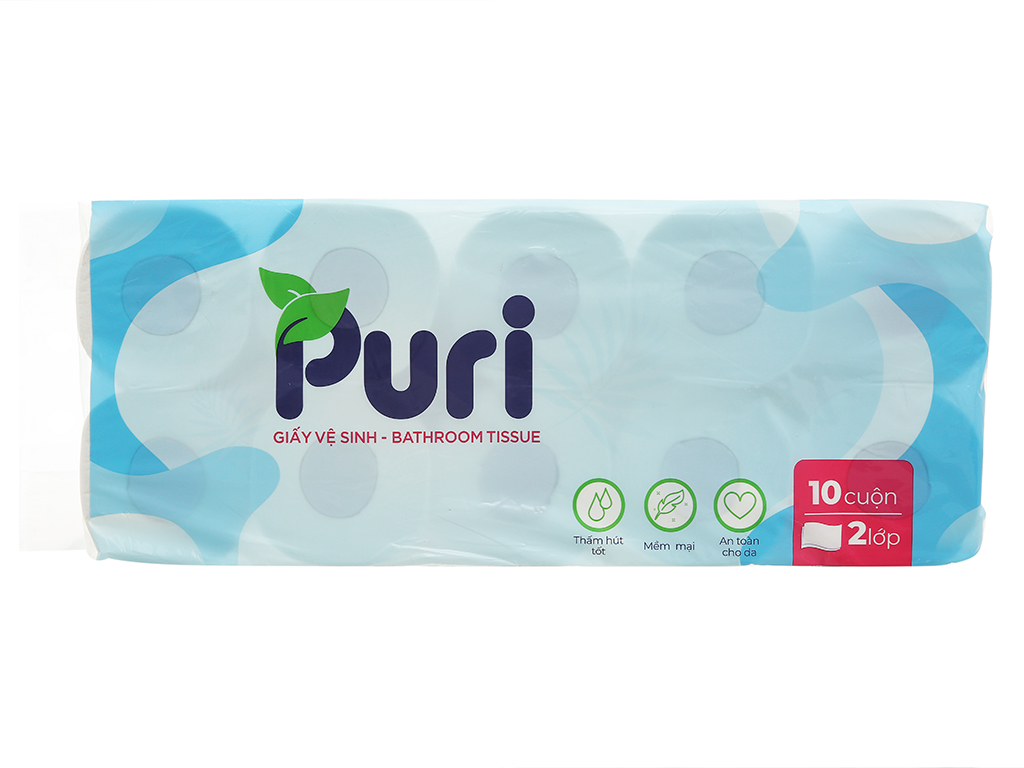 Puri
GIẤY VỆ SINH - BATHROOM TISSUE
Thấm hút
tốt
Mềm mại
An toàn
cho da
10 cuộn
2 lớp